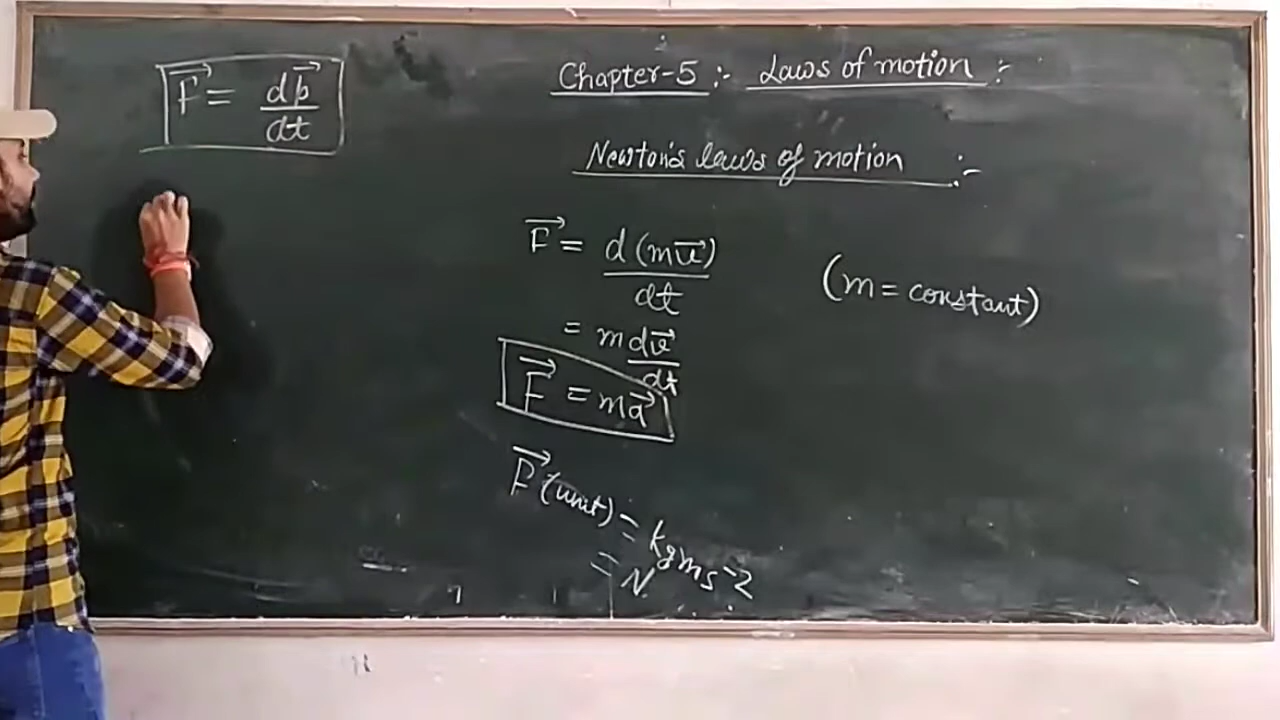 Chapter-5 :- Laws of motion :-
Newton's laws of motion :-
F⃗ = dp⃗/dt
F⃗ = d(mv⃗)/dt (m = constant)
= m dv⃗/dt
F⃗ = ma⃗
F⃗ (unit) = kgms⁻²
= N